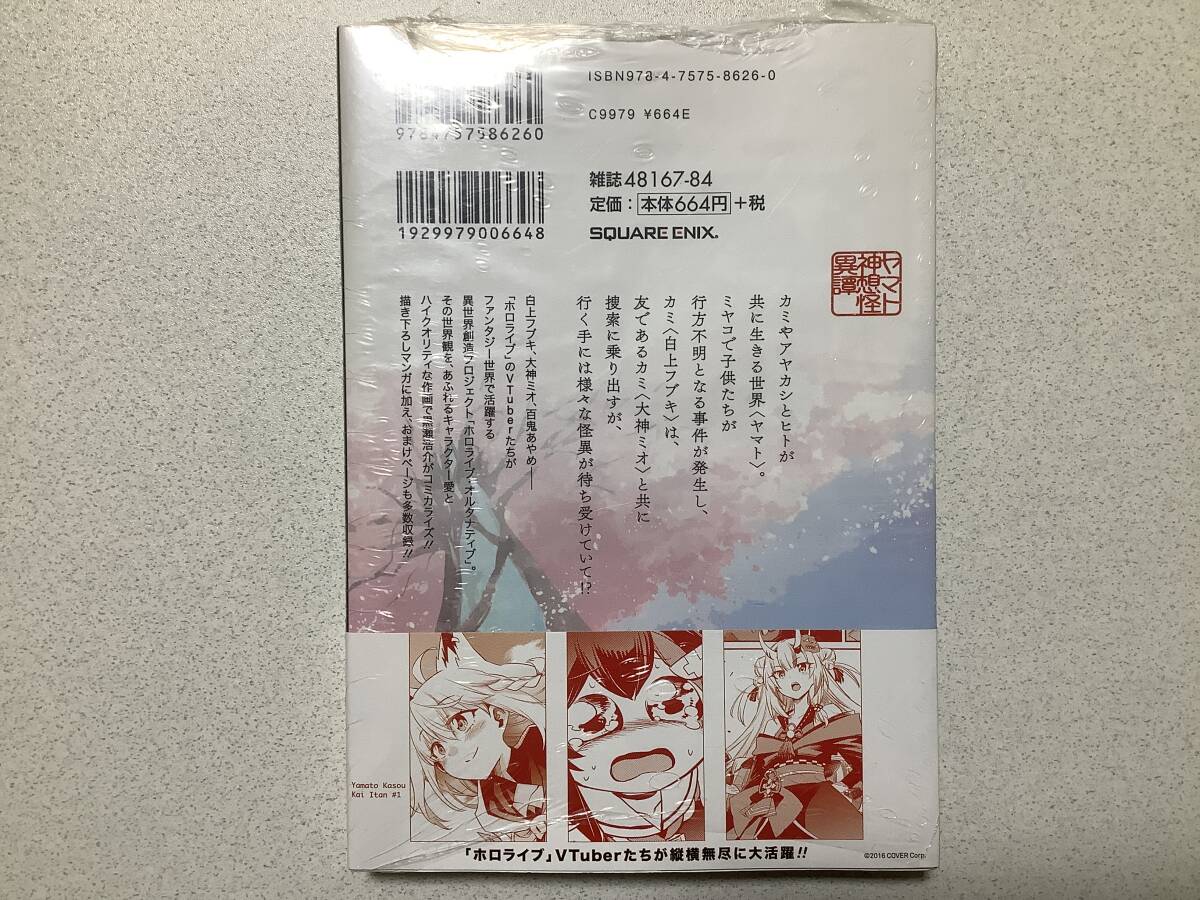 ISBN978-4-7575-8626-0
C9979 ¥664E
9784757586260
雑誌48167-84
定価：本体664円+税
1929979006648
SQUARE ENIX.
ヤマト
神想怪
異譚
カミやアヤカシとヒトが
共に生きる世界〈ヤマト〉。
ミヤコで子供たちが
行方不明となる事件が発生し、
カミ〈白上フブキ〉は、
友であるカミ〈大神ミオ〉と共に
捜索に乗り出すが、
行く手には様々な怪異が待ち受けていて!?
白上フブキ、大神ミオ、百鬼あやめ――
「ホロライブ」のVTuberたちが
ファンタジー世界で活躍する
異世界創造プロジェクト「ホロライブ・オルタナティブ」。
その世界観を、あふれるキャラクター愛と
ハイクオリティな作画で黒瀬浩介がコミカライズ!!
描き下ろしマンガに加え、おまけページも多数収録!!
Yamato Kasou
Kai Itan #1
「ホロライブ」VTuberたちが縦横無尽に大活躍!!
©2016 COVER Corp.